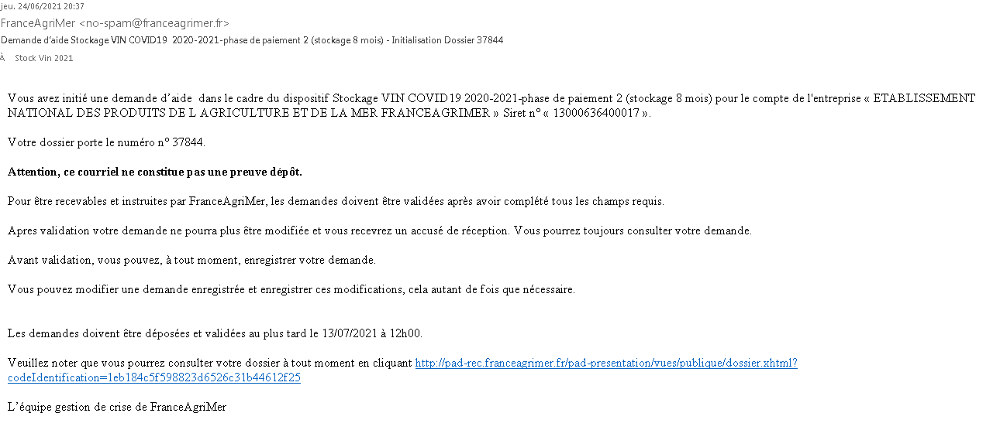 jeu. 24/06/2021 20:37
FranceAgriMer <no-spam@franceagrimer.fr>
Demande d'aide Stockage VIN COVID19  2020-2021-phase de paiement 2 (stockage 8 mois) - Initialisation Dossier 37844
À Stock Vin 2021
Vous avez initié une demande d’aide  dans le cadre du dispositif Stockage VIN COVID19 2020-2021-phase de paiement 2 (stockage 8 mois) pour le compte de l'entreprise « ETABLISSEMENT
NATIONAL DES PRODUITS DE L AGRICULTURE ET DE LA MER FRANCEAGRIMER » Siret n° « 13000636400017 ».
Votre dossier porte le numéro n° 37844.
Attention, ce courriel ne constitue pas une preuve dépôt.
Pour être recevables et instruites par FranceAgriMer, les demandes doivent être validées après avoir complété tous les champs requis.
Apres validation votre demande ne pourra plus être modifiée et vous recevrez un accusé de réception. Vous pourrez toujours consulter votre demande.
Avant validation, vous pouvez, à tout moment, enregistrer votre demande.
Vous pouvez modifier une demande enregistrée et enregistrer ces modifications, cela autant de fois que nécessaire.
Les demandes doivent être déposées et validées au plus tard le 13/07/2021 à 12h00.
Veuillez noter que vous pourrez consulter votre dossier à tout moment en cliquant http://pad-rec.franceagrimer.fr/pad-presentation/vues/publique/dossier.xhtml?
codeIdentification=1eb184c5f598823d6526c31b44612f25
L’équipe gestion de crise de FranceAgriMer